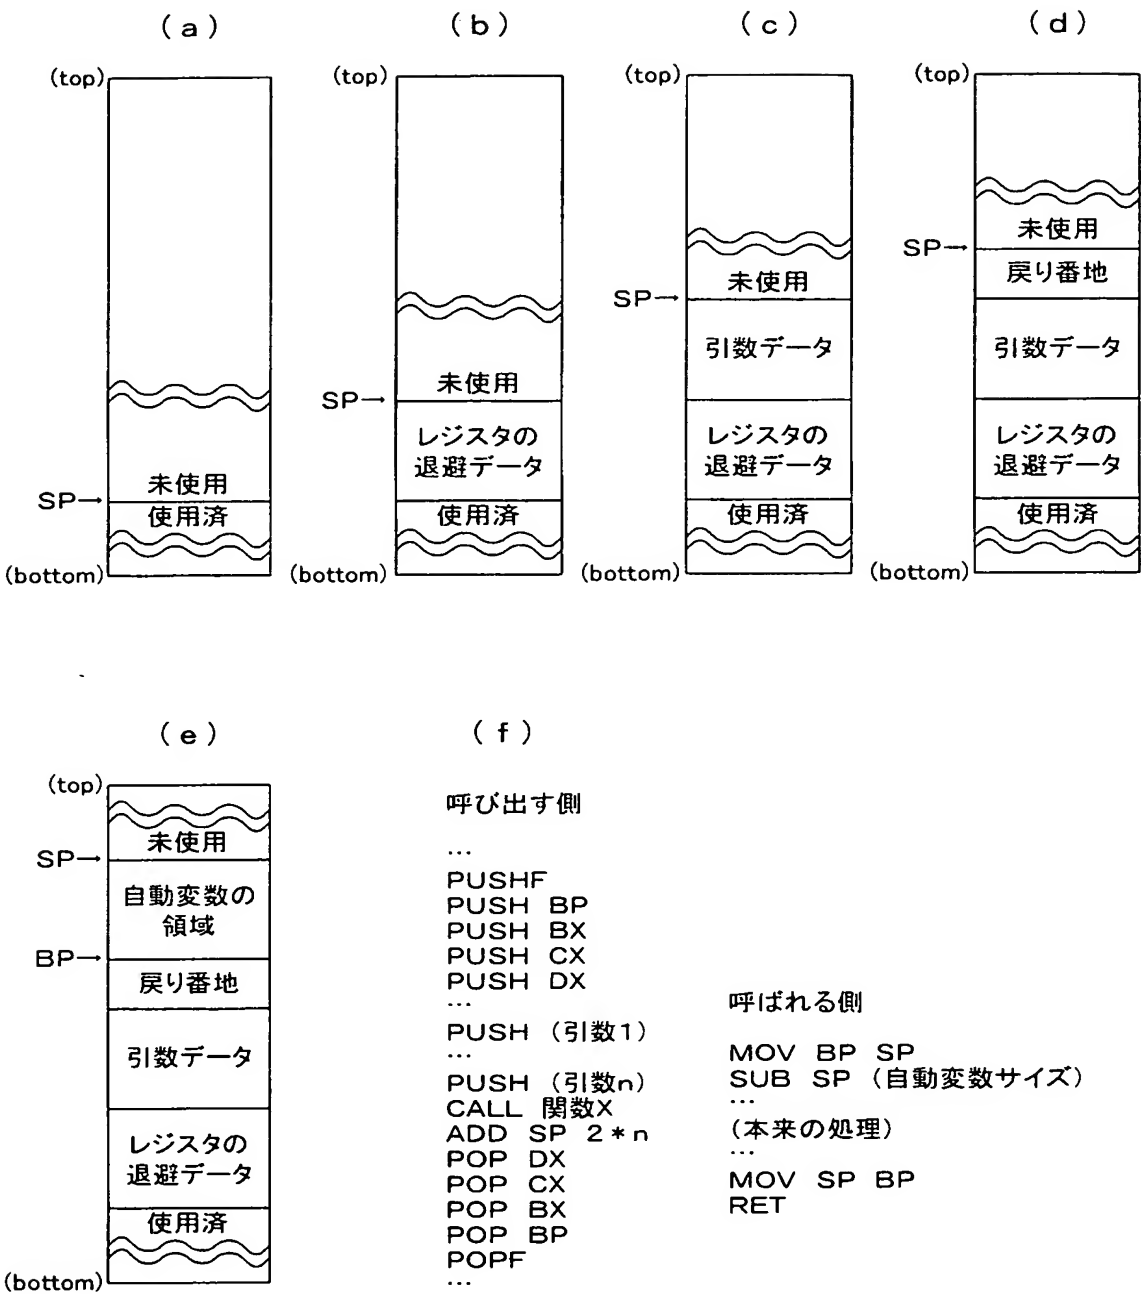 (a)
(top)
未使用
SP→
使用済
(bottom)
(b)
(top)
未使用
SP→
レジスタの
退避データ
使用済
(bottom)
(c)
(top)
未使用
SP→
引数データ
レジスタの
退避データ
使用済
(bottom)
(d)
(top)
未使用
SP→
戻り番地
引数データ
レジスタの
退避データ
使用済
(bottom)
(e)
(top)
未使用
SP→
自動変数の
領域
BP→
戻り番地
引数データ
レジスタの
退避データ
使用済
(bottom)
(f)
呼び出す側
…
PUSHF
PUSH BP
PUSH BX
PUSH CX
PUSH DX
…
PUSH (引数1)
…
PUSH (引数n)
CALL 関数X
ADD SP 2*n
POP DX
POP CX
POP BX
POP BP
POPF
…
呼ばれる側
MOV BP SP
SUB SP (自動変数サイズ)
…
(本来の処理)
…
MOV SP BP
RET